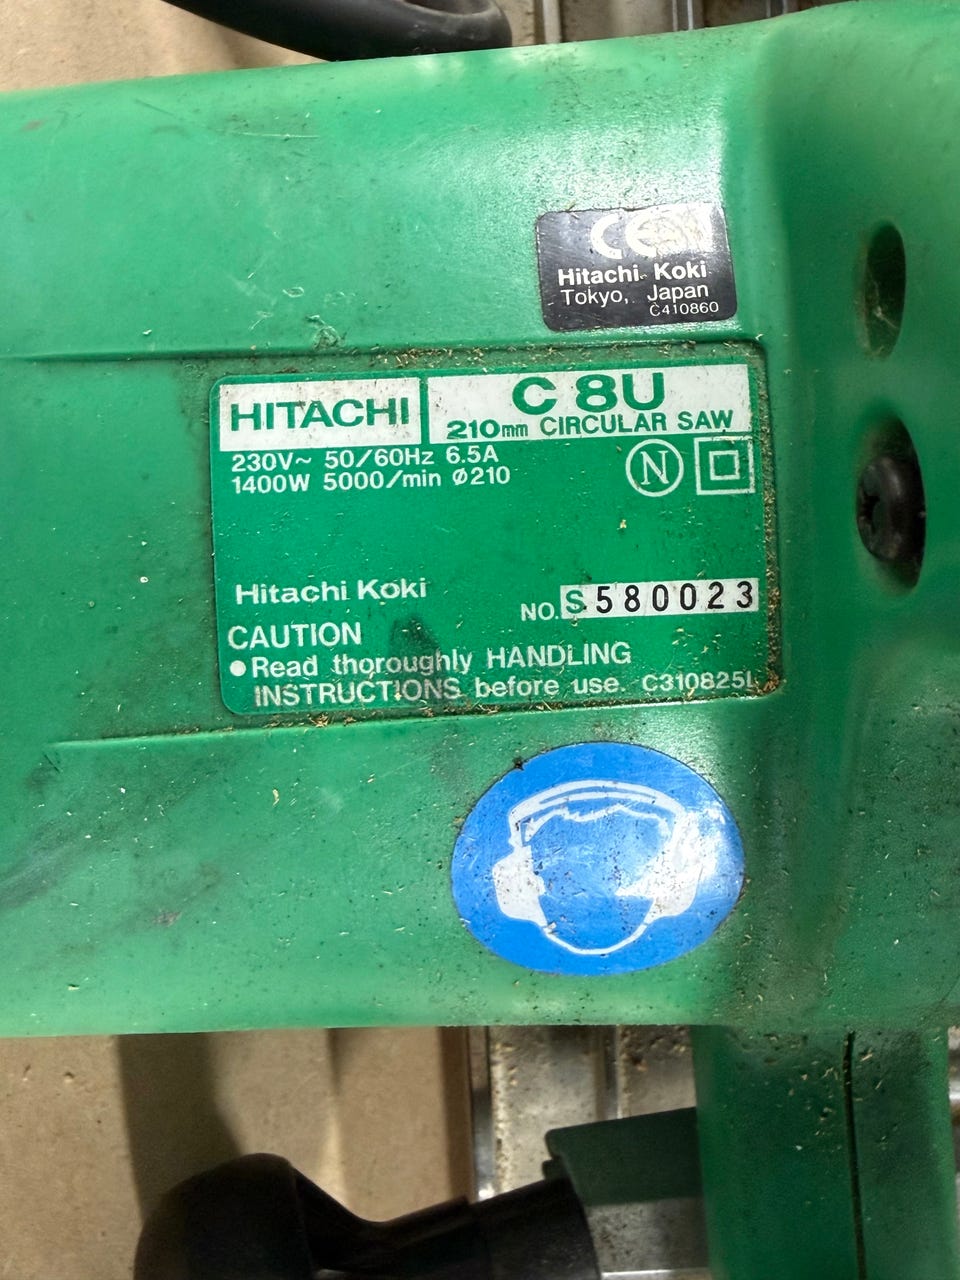 CE
Hitachi Koki
Tokyo, Japan
C410860
HITACHI
C 8U
210mm CIRCULAR SAW
230V~ 50/60Hz 6.5A
1400W 5000/min Ø210
N
Hitachi Koki
NO. S 580023
CAUTION
● Read thoroughly HANDLING
INSTRUCTIONS before use. C310825L